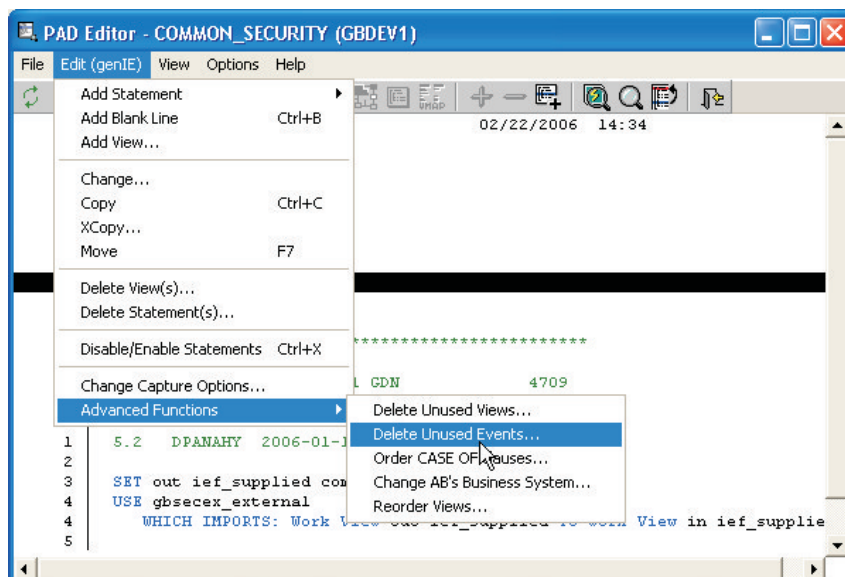 PAD Editor - COMMON_SECURITY (GBDEV1)
File Edit (genIE) View Options Help
Add Statement
Add Blank Line Ctrl+B
Add View...
Change...
Copy Ctrl+C
XCopy...
Move F7
Delete View(s)...
Delete Statement(s)...
Disable/Enable Statements Ctrl+X
Change Capture Options...
Advanced Functions
Delete Unused Views...
Delete Unused Events...
Order CASE OF Clauses...
Change AB's Business System...
Reorder Views...
UMAP
02/22/2006 14:34
************************
GDN 4709
1 5.2 DPANAHY 2006-01-1
2
3 SET out ief_supplied com
4 USE gbsecex_external
4 WHICH IMPORTS: Work View out ief_supplied TO Work View in ief_supplie
5